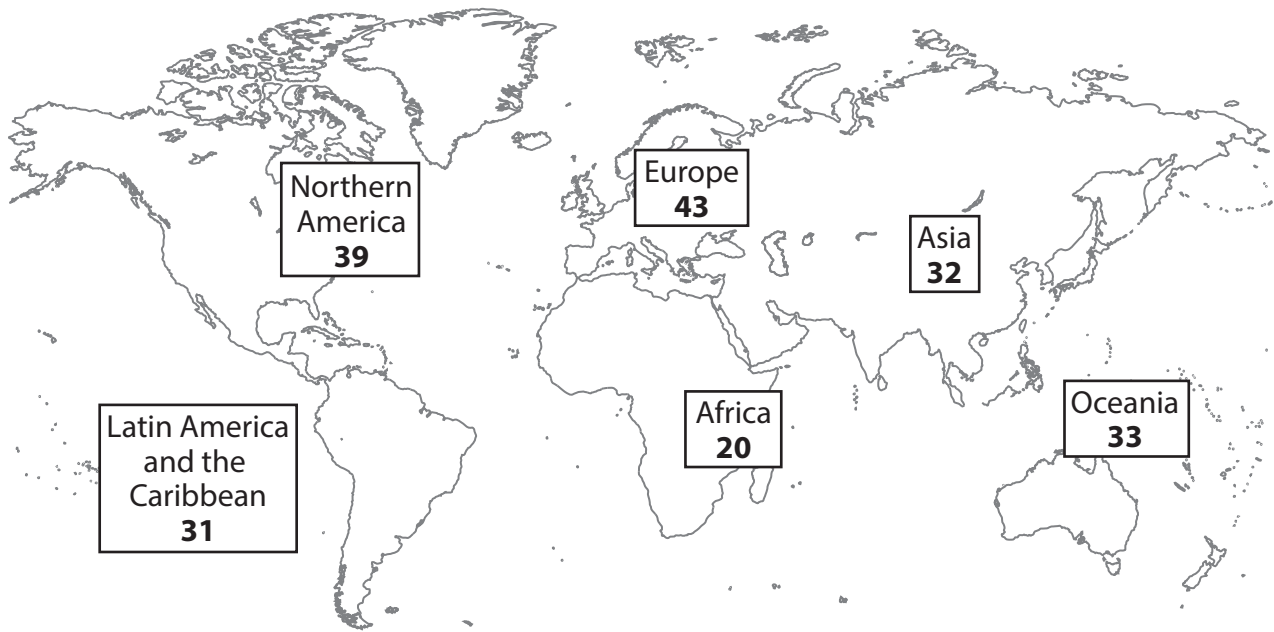 Northern
America
39
Europe
43
Asia
32
Latin America
and the
Caribbean
31
Africa
20
Oceania
33